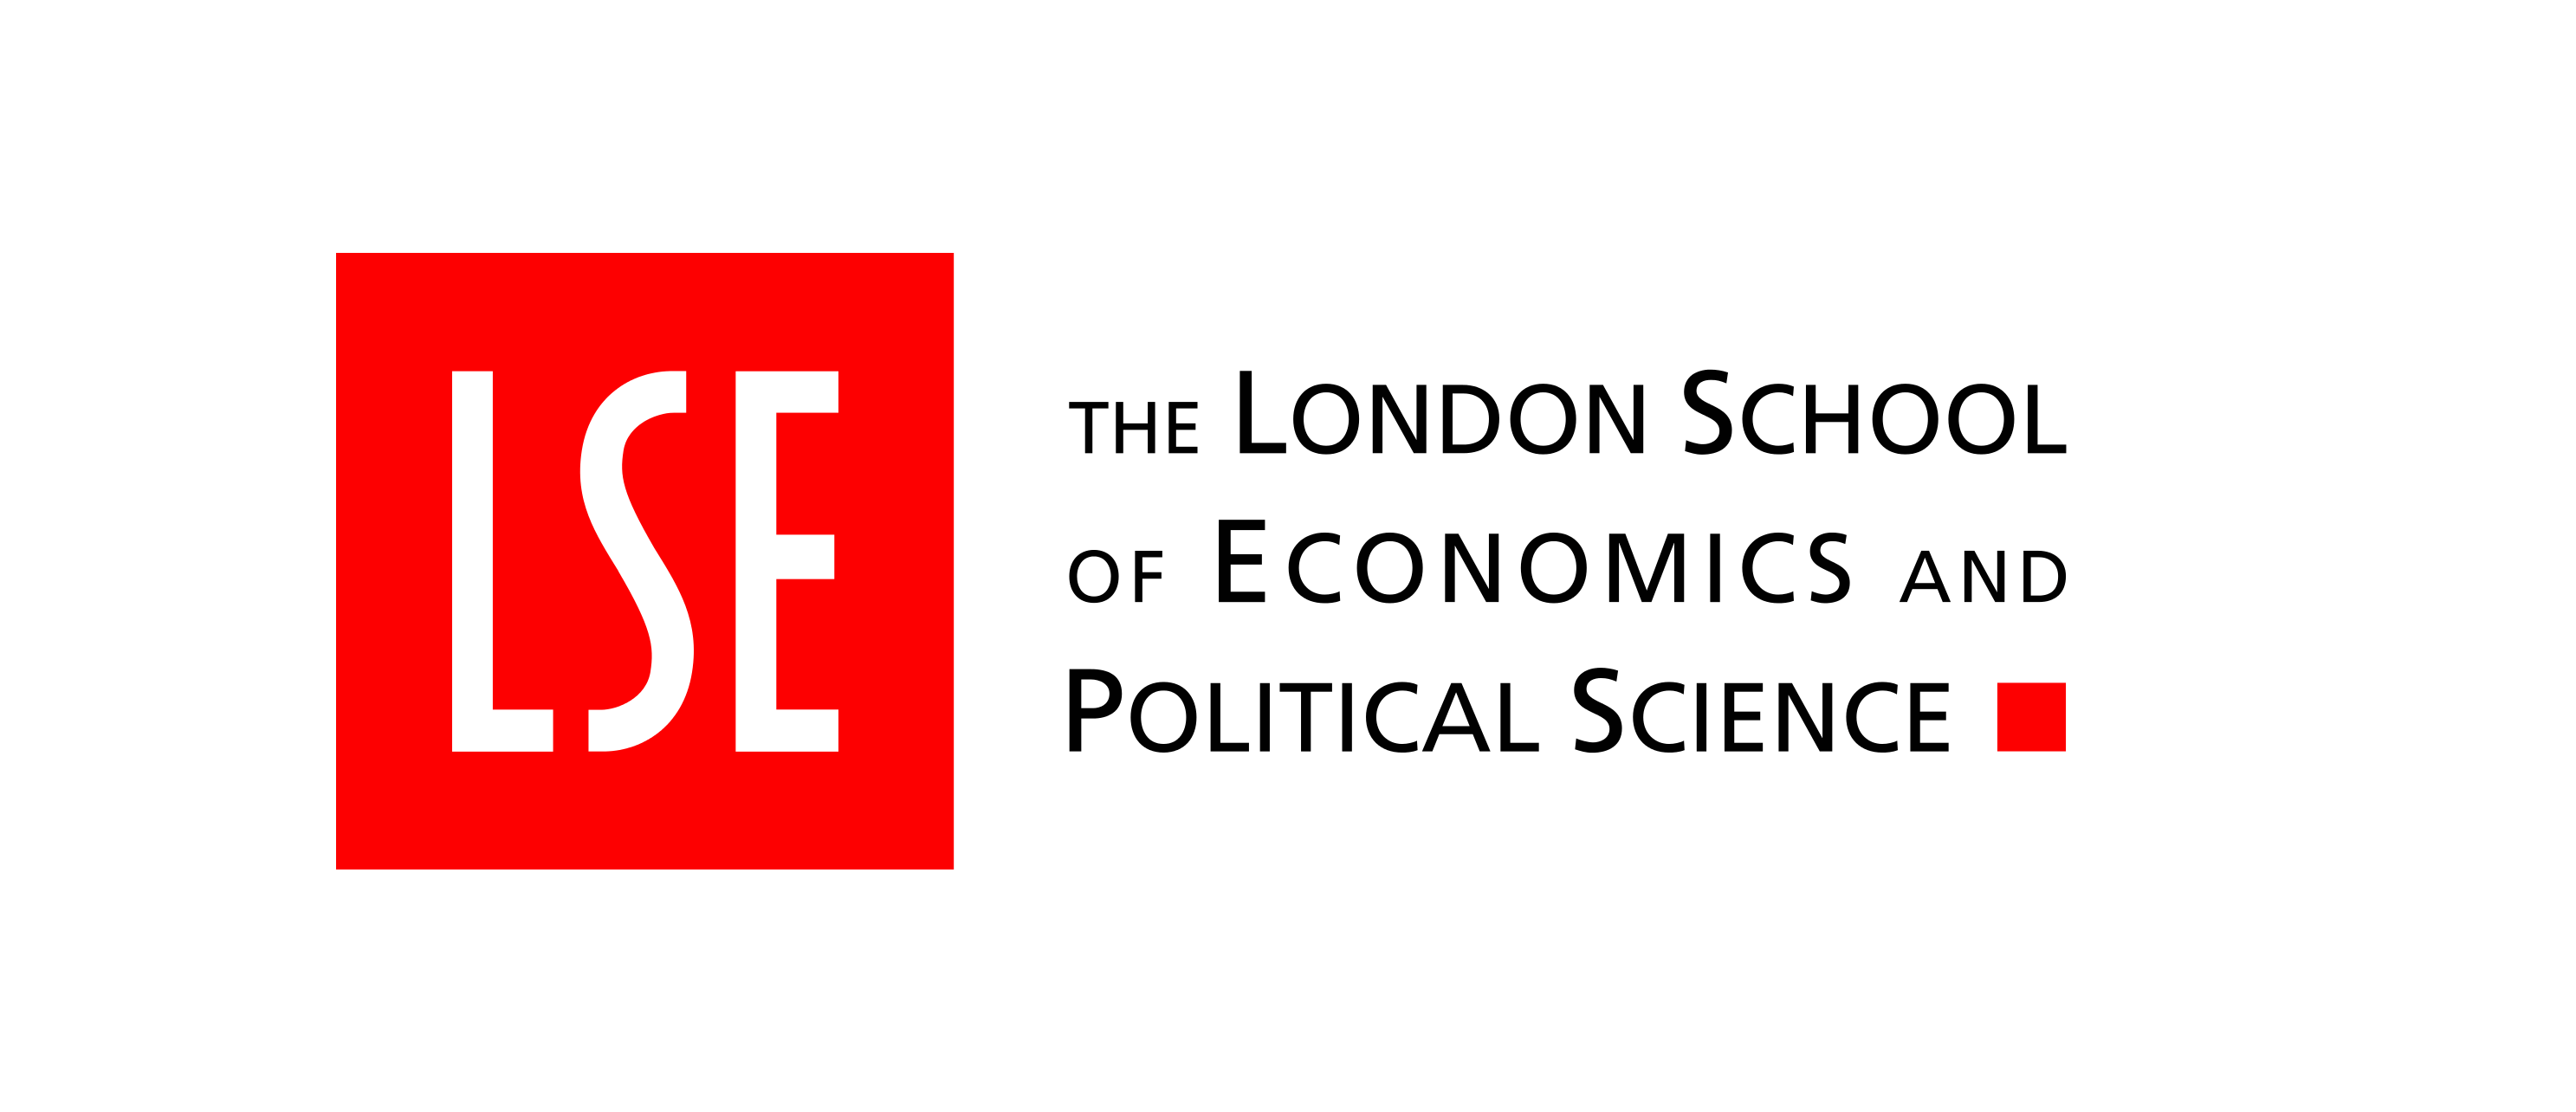 LSE
THE LONDON SCHOOL
OF ECONOMICS AND
POLITICAL SCIENCE